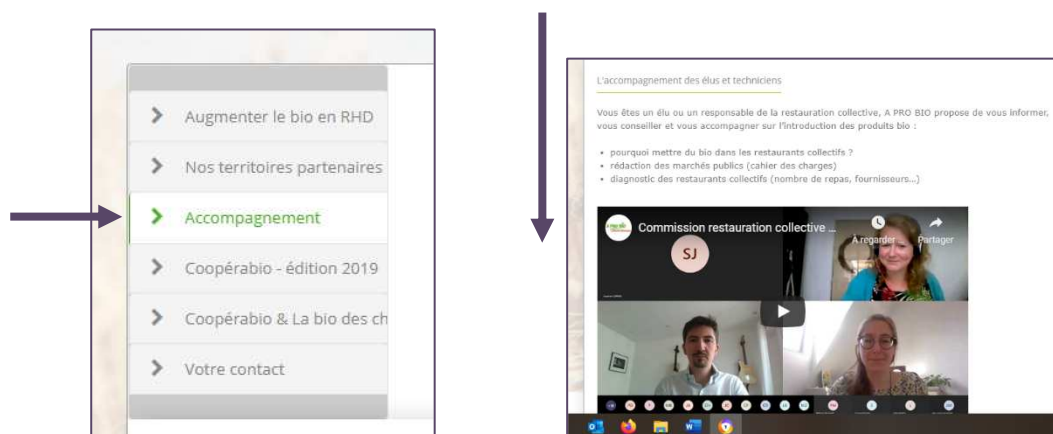 Augmenter le bio en RHD
Nos territoires partenaires
Accompagnement
Coopérabio - édition 2019
Coopérabio & La bio des ch
Votre contact
L'accompagnement des élus et techniciens
Vous êtes un élu ou un responsable de la restauration collective, A PRO BIO propose de vous informer,
vous conseiller et vous accompagner sur l'introduction des produits bio :
• pourquoi mettre du bio dans les restaurants collectifs ?
• rédaction des marchés publics (cahier des charges)
• diagnostic des restaurants collectifs (nombre de repas, fournisseurs...)
Commission restauration collective ...
À regarder ... Partager
SJ